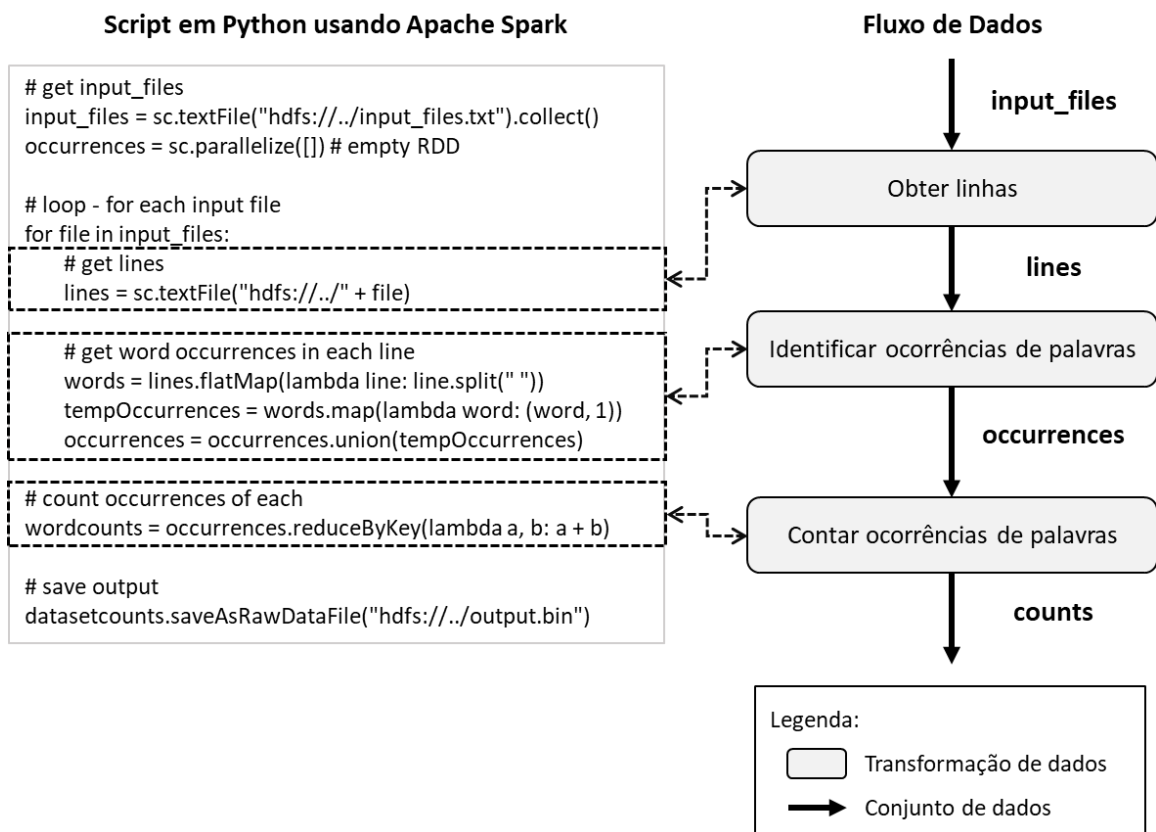 Script em Python usando Apache Spark
# get input_files
input_files = sc.textFile("hdfs://../input_files.txt").collect()
occurrences = sc.parallelize([]) # empty RDD
# loop - for each input file
for file in input_files:
# get lines
lines = sc.textFile("hdfs://../" + file)
# get word occurrences in each line
words = lines.flatMap(lambda line: line.split(" "))
tempOccurrences = words.map(lambda word: (word, 1))
occurrences = occurrences.union(tempOccurrences)
# count occurrences of each
wordcounts = occurrences.reduceByKey(lambda a, b: a + b)
# save output
datasetcounts.saveAsRawDataFile("hdfs://../output.bin")
Fluxo de Dados
input_files
Obter linhas
lines
Identificar ocorrências de palavras
occurrences
Contar ocorrências de palavras
counts
Legenda:
Transformação de dados
Conjunto de dados